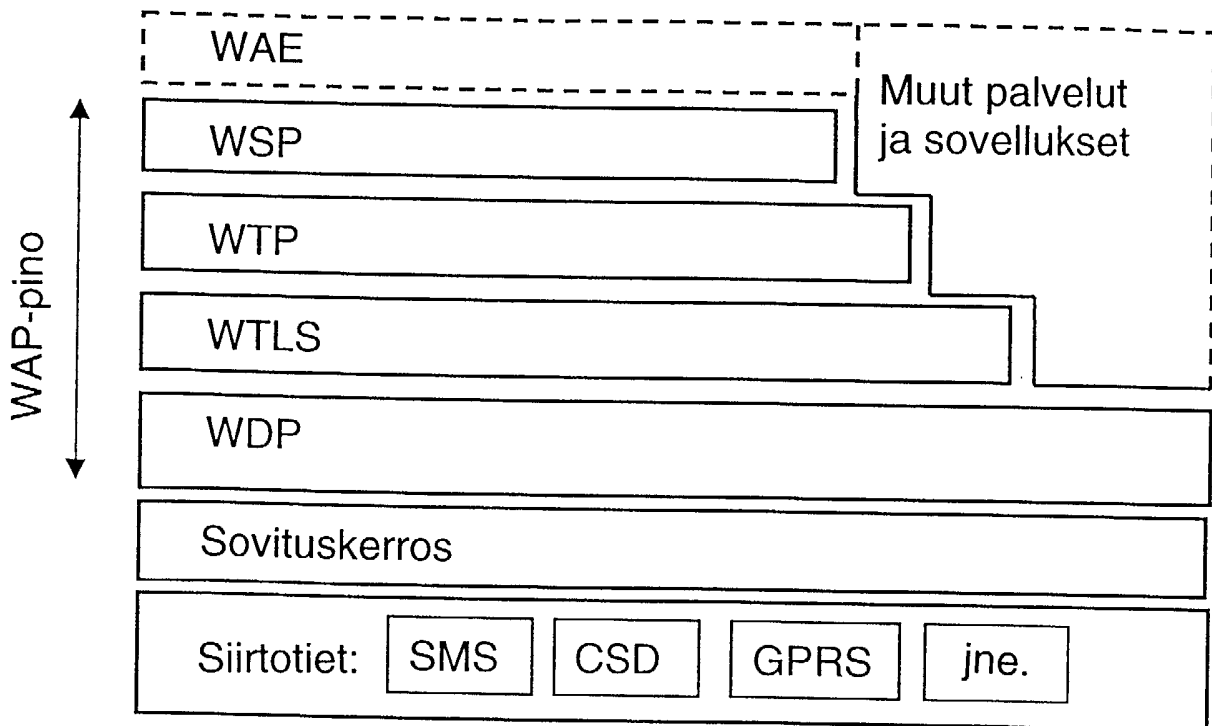 WAE
Muut palvelut
ja sovellukset
WSP
WTP
WTLS
WDP
WAP-pino
Sovituskerros
Siirtotiet: SMS CSD GPRS jne.